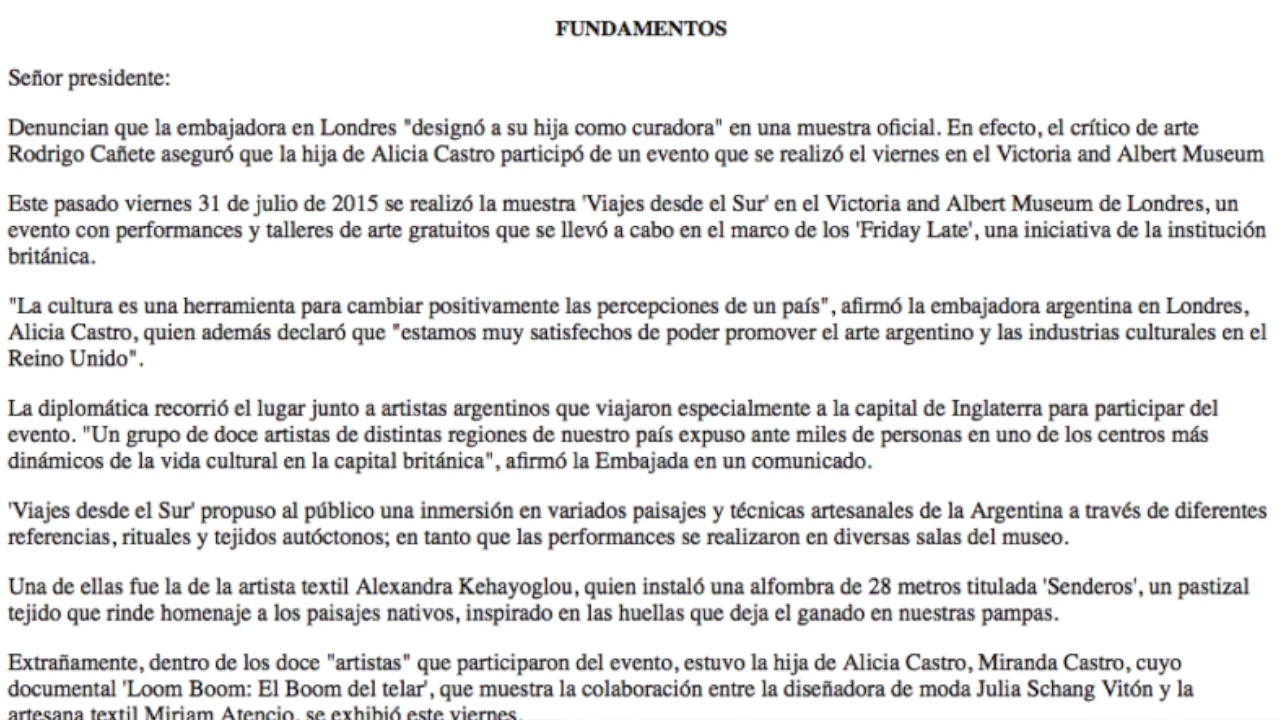 FUNDAMENTOS
Señor presidente:
Denuncian que la embajadora en Londres "designó a su hija como curadora" en una muestra oficial. En efecto, el crítico de arte
Rodrigo Cañete aseguró que la hija de Alicia Castro participó de un evento que se realizó el viernes en el Victoria and Albert Museum
Este pasado viernes 31 de julio de 2015 se realizó la muestra 'Viajes desde el Sur' en el Victoria and Albert Museum de Londres, un
evento con performances y talleres de arte gratuitos que se llevó a cabo en el marco de los 'Friday Late', una iniciativa de la institución
británica.
"La cultura es una herramienta para cambiar positivamente las percepciones de un país", afirmó la embajadora argentina en Londres,
Alicia Castro, quien además declaró que "estamos muy satisfechos de poder promover el arte argentino y las industrias culturales en el
Reino Unido".
La diplomática recorrió el lugar junto a artistas argentinos que viajaron especialmente a la capital de Inglaterra para participar del
evento. "Un grupo de doce artistas de distintas regiones de nuestro país expuso ante miles de personas en uno de los centros más
dinámicos de la vida cultural en la capital británica", afirmó la Embajada en un comunicado.
'Viajes desde el Sur' propuso al público una inmersión en variados paisajes y técnicas artesanales de la Argentina a través de diferentes
referencias, rituales y tejidos autóctonos; en tanto que las performances se realizaron en diversas salas del museo.
Una de ellas fue la de la artista textil Alexandra Kehayoglou, quien instaló una alfombra de 28 metros titulada 'Senderos', un pastizal
tejido que rinde homenaje a los paisajes nativos, inspirado en las huellas que deja el ganado en nuestras pampas.
Extrañamente, dentro de los doce "artistas" que participaron del evento, estuvo la hija de Alicia Castro, Miranda Castro, cuyo
documental 'Loom Boom: El Boom del telar', que muestra la colaboración entre la diseñadora de moda Julia Schang Vitón y la
artesana textil Miriam Atencio, se exhibió este viernes.